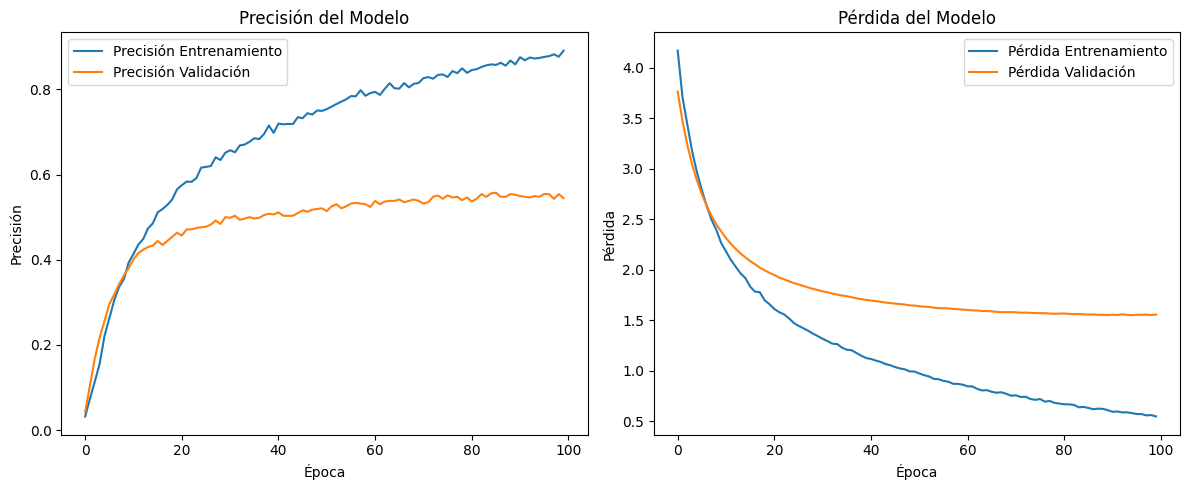 Precisión del Modelo
Precisión Entrenamiento
Precisión Validación
Precisión
0.8
0.6
0.4
0.2
0.0
0
20
40
60
80
100
Época
Pérdida del Modelo
Pérdida Entrenamiento
Pérdida Validación
Pérdida
4.0
3.5
3.0
2.5
2.0
1.5
1.0
0.5
0
20
40
60
80
100
Época